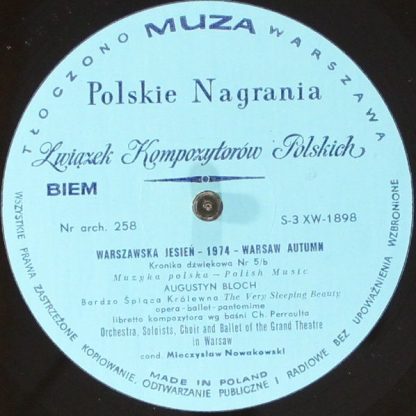 TŁOCZONO MUZA WARSZAWA
Polskie Nagrania
Związek Kompozytorów Polskich
BIEM
Nr arch. 258
S-3 XW-1898
WARSZAWSKA JESIEŃ - 1974 - WARSAW AUTUMN
Kronika dźwiękowa Nr 5/b
Muzyka polska — Polish Music
AUGUSTYN BLOCH
Bardzo Śpiąca Królewna The Very Sleeping Beauty
opera-ballet-pantomime
libretto kompozytora wg baśni Ch. Perroulta
Orchestra, Soloists, Choir and Ballet of the Grand Theatre
in Warsaw
cond. Mieczysław Nowakowski
MADE IN POLAND
WSZYSTKIE PRAWA ZASTRZEŻONE KOPIOWANIE, ODTWARZANIE PUBLICZNE I RADIOWE BEZ UPOWAŻNIENIA WZBRONIONE